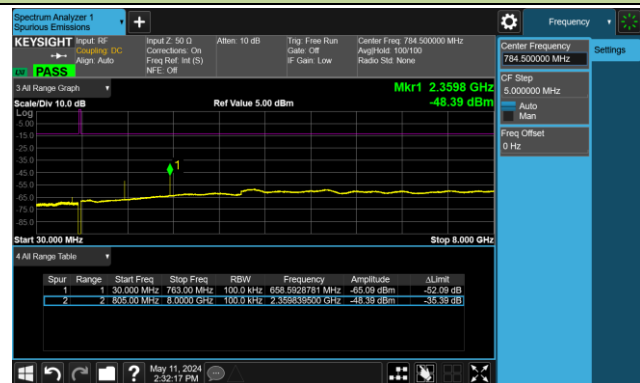 Spectrum Analyzer 1
Spurious Emissions
Frequency
KEYSIGHT Input: RF Input Z: 50 Ω Atten: 10 dB Trig: Free Run Center Freq: 784.500000 MHz
Coupling: DC Corrections: On Gate: Off Avg|Hold: 100/100
Align: Auto Freq Ref: Int (S) IF Gain: Low Radio Std: None
NFE: Off
PASS
Center Frequency
784.500000 MHz
Settings
CF Step
5.000000 MHz
Auto
Man
Freq Offset
0 Hz
3 All Range Graph
Mkr1 2.3598 GHz
Scale/Div 10.0 dB Ref Value 5.00 dBm -48.39 dBm
Log
-5.00
-15.0
-25.0
-35.0
-45.0
-55.0
-65.0
-75.0
-85.0
1
Start 30.000 MHz Stop 8.000 GHz
4 All Range Table
Spur Range Start Freq Stop Freq RBW Frequency Amplitude ΔLimit
1 1 30.000 MHz 763.00 MHz 100.0 kHz 658.5928781 MHz -65.09 dBm -52.09 dB
2 2 805.00 MHz 8.0000 GHz 100.0 kHz 2.359839500 GHz -48.39 dBm -35.39 dB
? May 11, 2024
2:32:17 PM